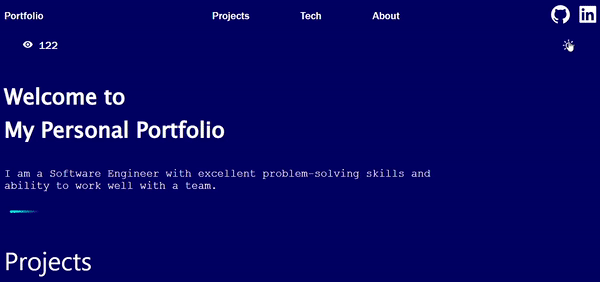 Portfolio Projects Tech About
122
Welcome to
My Personal Portfolio
I am a Software Engineer with excellent problem-solving skills and
ability to work well with a team.
Projects